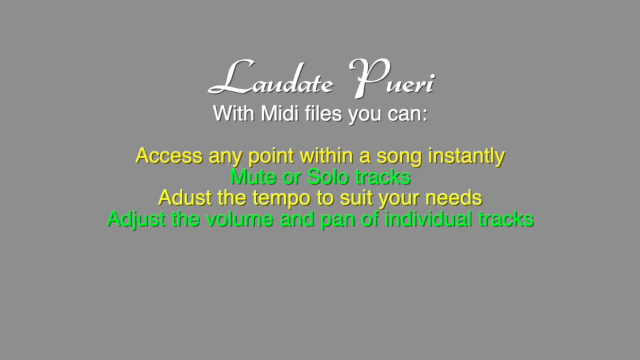 Laudate Pueri
With Midi files you can:
Access any point within a song instantly
Mute or Solo tracks
Adust the tempo to suit your needs
Adjust the volume and pan of individual tracks